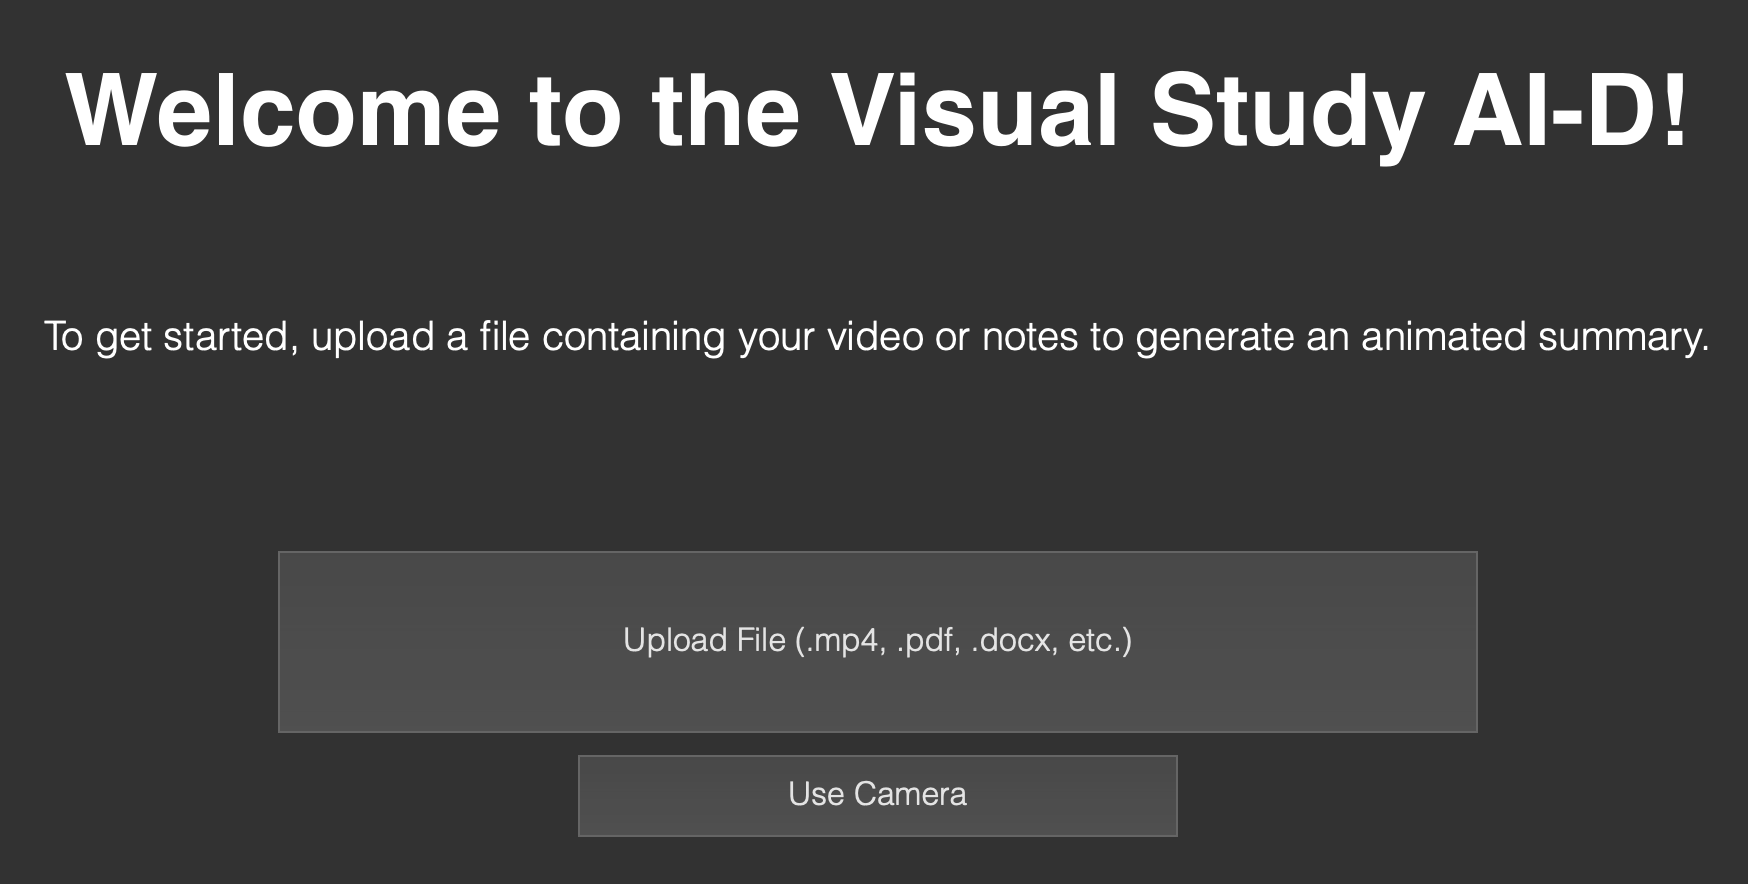 Welcome to the Visual Study AI-D!
To get started, upload a file containing your video or notes to generate an animated summary.
Upload File (.mp4, .pdf, .docx, etc.)
Use Camera